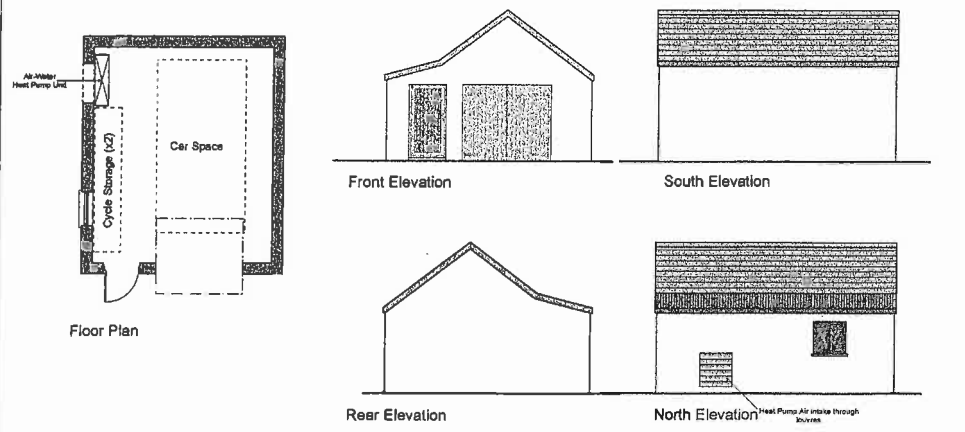 Air-Water
Heat Pump Unit
Cycle Storage (x2)
Car Space
Floor Plan
Front Elevation
South Elevation
Rear Elevation
North Elevation
Heat Pump Air intake through
louvres